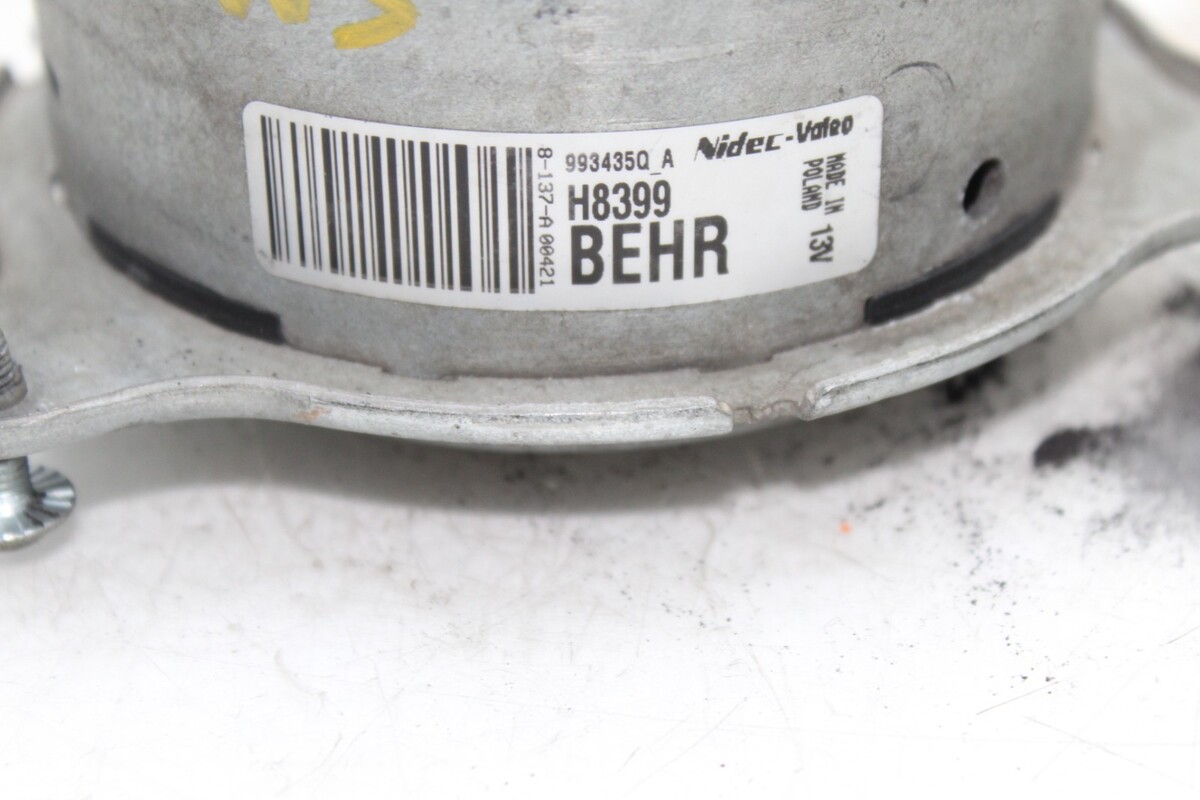 Nidec-Valeo
993435Q_A
H8399
BEHR
8-137-A 00421
MADE IN
POLAND 13V